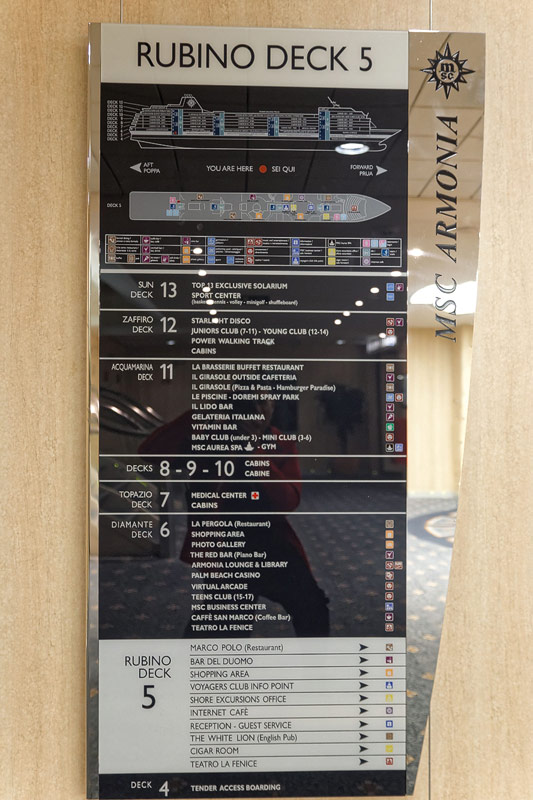 RUBINO DECK 5
msc
MSC ARMONIA
AFT
POPPA
YOU ARE HERE SEI QUI
FORWARD
PRUA
DECK 5
SUN
DECK 13
TOP 13 EXCLUSIVE SOLARIUM
SPORT CENTER
(basket - tennis - volley - minigolf - shuffleboard)
ZAFFIRO
DECK 12
STARLIGHT DISCO
JUNIORS CLUB (7-11) - YOUNG CLUB (12-14)
POWER WALKING TRACK
CABINS
ACQUAMARINA
DECK 11
LA BRASSERIE BUFFET RESTAURANT
IL GIRASOLE OUTSIDE CAFETERIA
IL GIRASOLE (Pizza & Pasta - Hamburger Paradise)
LE PISCINE - DOREMI SPRAY PARK
IL LIDO BAR
GELATERIA ITALIANA
VITAMIN BAR
BABY CLUB (under 3) - MINI CLUB (3-6)
MSC AUREA SPA - GYM
DECKS 8 - 9 - 10
CABINS
CABINE
TOPAZIO
DECK 7
MEDICAL CENTER
CABINS
DIAMANTE
DECK 6
LA PERGOLA (Restaurant)
SHOPPING AREA
PHOTO GALLERY
THE RED BAR (Piano Bar)
ARMONIA LOUNGE & LIBRARY
PALM BEACH CASINO
VIRTUAL ARCADE
TEENS CLUB (15-17)
MSC BUSINESS CENTER
CAFFÈ SAN MARCO (Coffee Bar)
TEATRO LA FENICE
RUBINO
DECK
5
MARCO POLO (Restaurant)
BAR DEL DUOMO
SHOPPING AREA
VOYAGERS CLUB INFO POINT
SHORE EXCURSIONS OFFICE
INTERNET CAFÈ
RECEPTION - GUEST SERVICE
THE WHITE LION (English Pub)
CIGAR ROOM
TEATRO LA FENICE
DECK 4
TENDER ACCESS BOARDING